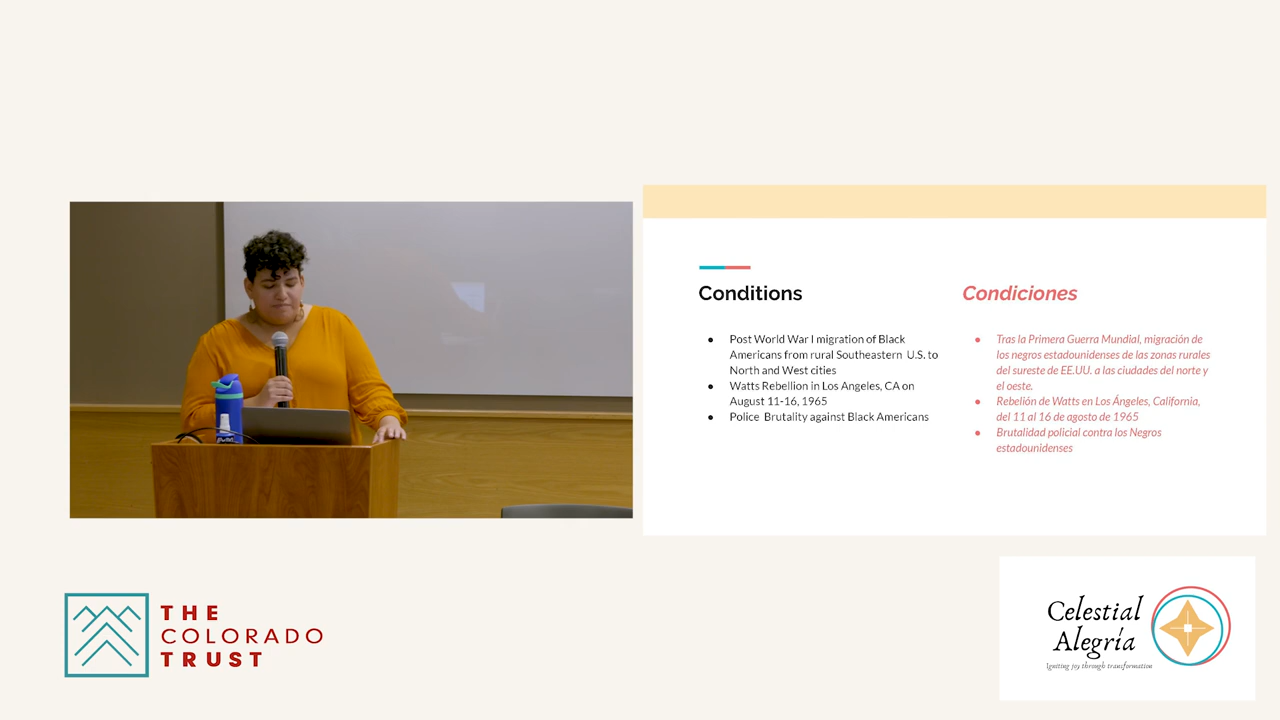 Conditions
Post World War I migration of Black
Americans from rural Southeastern U.S. to
North and West cities
Watts Rebellion in Los Angeles, CA on
August 11-16, 1965
Police Brutality against Black Americans
Condiciones
Tras la Primera Guerra Mundial, migración de
los negros estadounidenses de las zonas rurales
del sureste de EE.UU. a las ciudades del norte y
el oeste.
Rebelión de Watts en Los Ángeles, California,
del 11 al 16 de agosto de 1965
Brutalidad policial contra los Negros
estadounidenses
THE
COLORADO
TRUST
Celestial
Alegría
Igniting joy through transformation